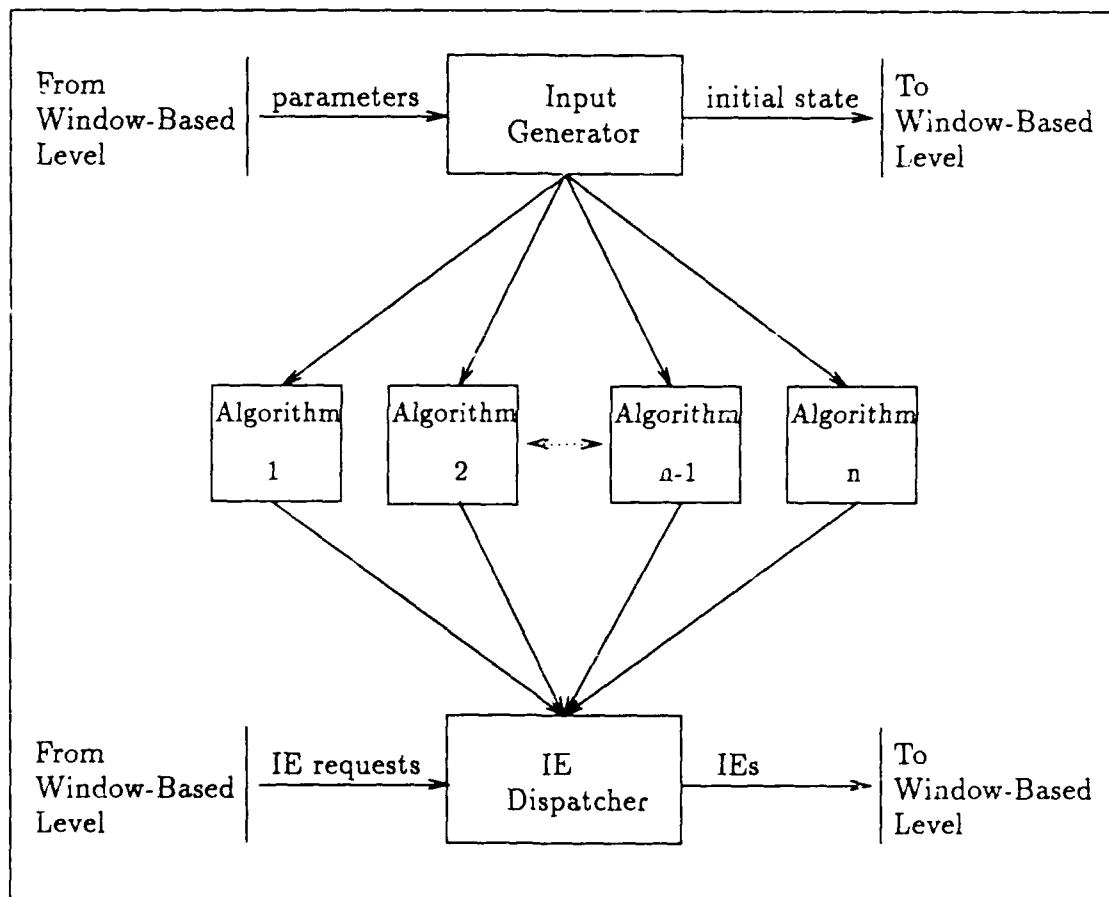 From
Window-Based
Level
parameters
Input
Generator
initial state
To
Window-Based
Level
Algorithm
1
Algorithm
2
Algorithm
n-1
Algorithm
n
From
Window-Based
Level
IE requests
IE
Dispatcher
IEs
To
Window-Based
Level